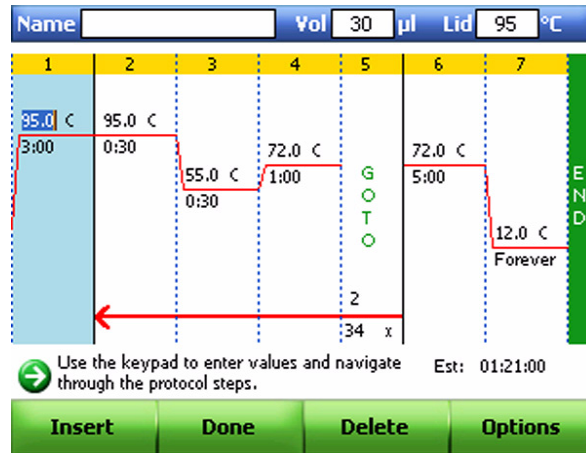 Name Vol 30 µl Lid 95 °C
1 2 3 4 5 6 7
95.0 C 95.0 C
3:00 0:30
72.0 C 72.0 C
55.0 C 1:00 5:00
0:30
GOTO
END
12.0 C
Forever
2
34 x
Use the keypad to enter values and navigate
through the protocol steps.
Est: 01:21:00
Insert Done Delete Options